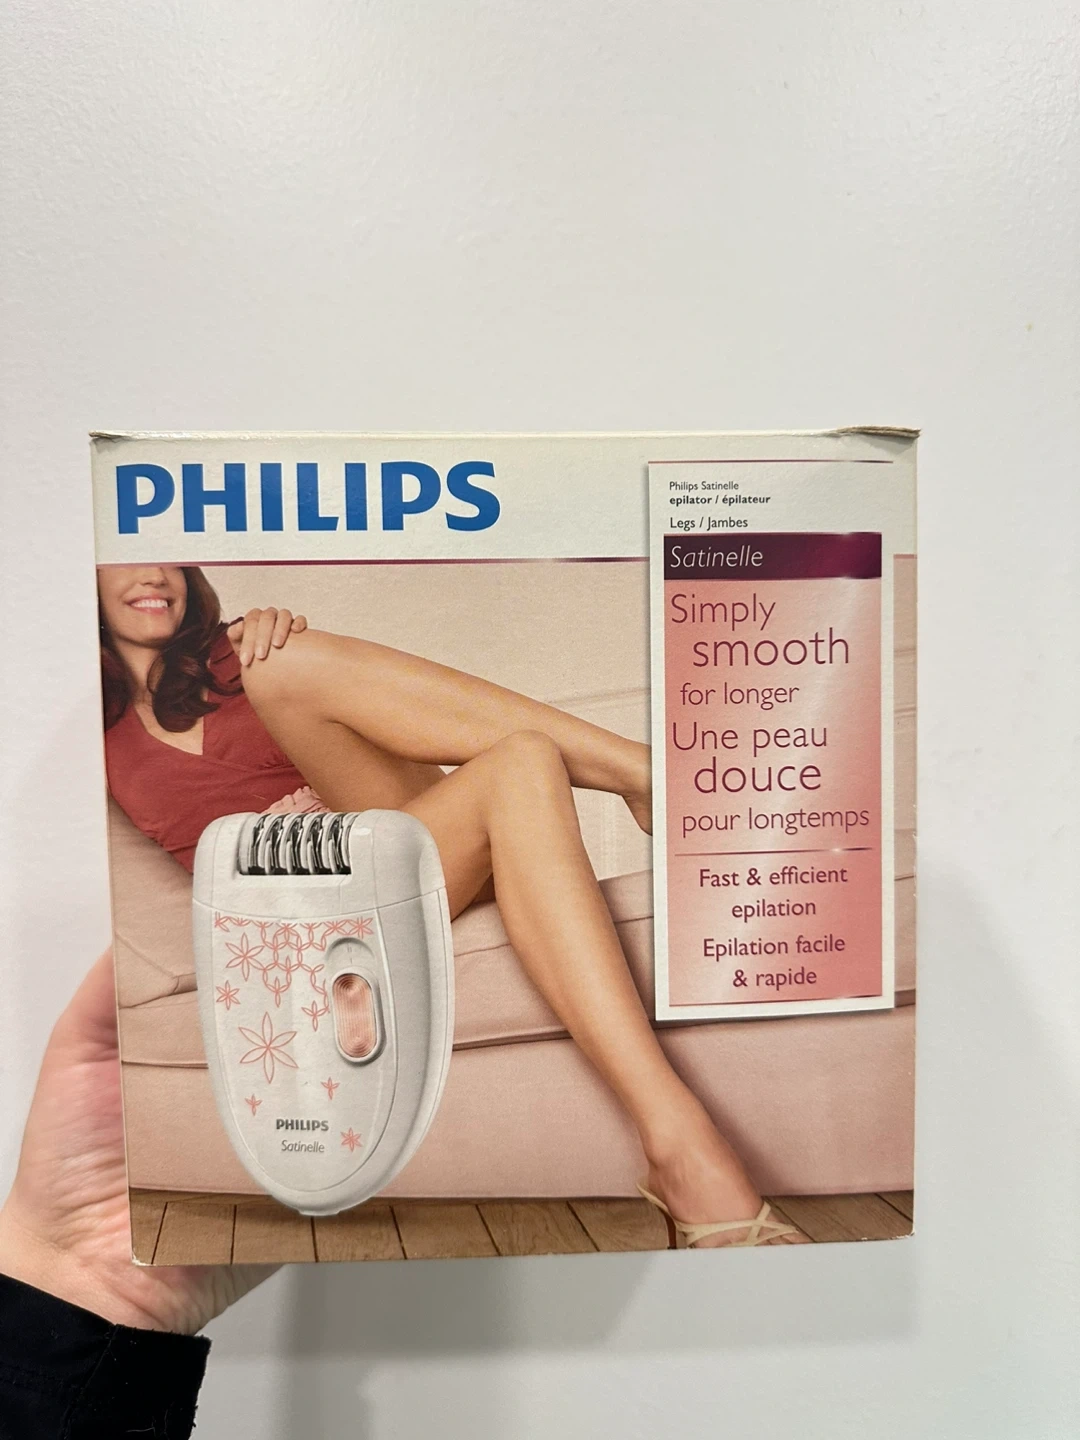 PHILIPS
Philips Satinelle
epilator / épilateur
Legs / Jambes
Satinelle
Simply
smooth
for longer
Une peau
douce
pour longtemps
Fast & efficient
epilation
Epilation facile
& rapide
PHILIPS
Satinelle